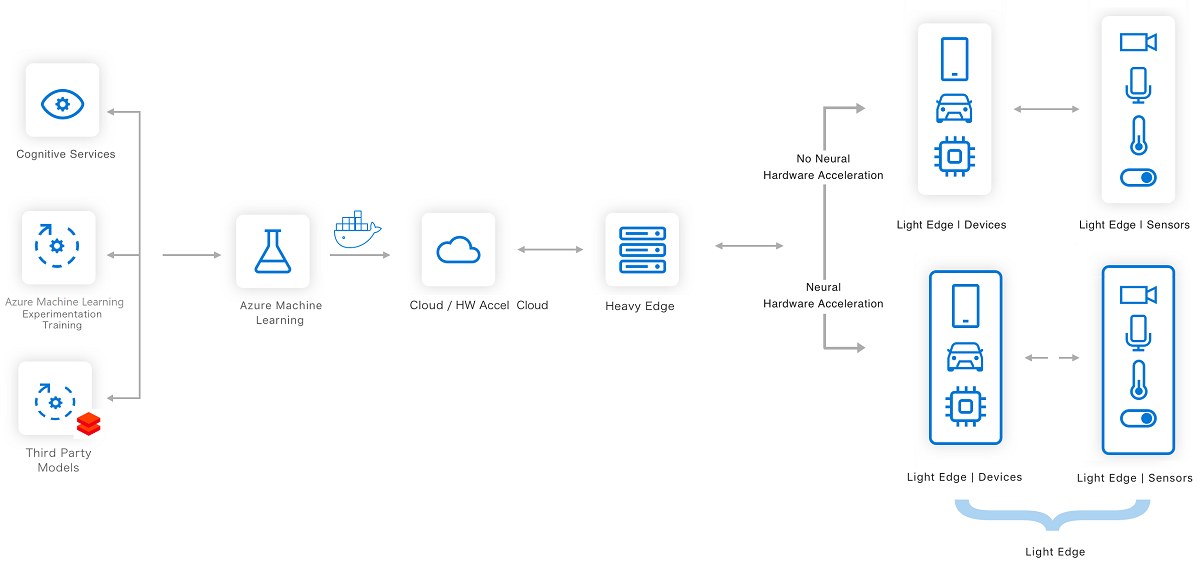 Cognitive Services
Azure Machine Learning
Experimentation
Training
Third Party
Models
Azure Machine
Learning
Cloud / HW Accel Cloud
Heavy Edge
No Neural
Hardware Acceleration
Neural
Hardware Acceleration
Light Edge | Devices
Light Edge | Sensors
Light Edge | Devices
Light Edge | Sensors
Light Edge